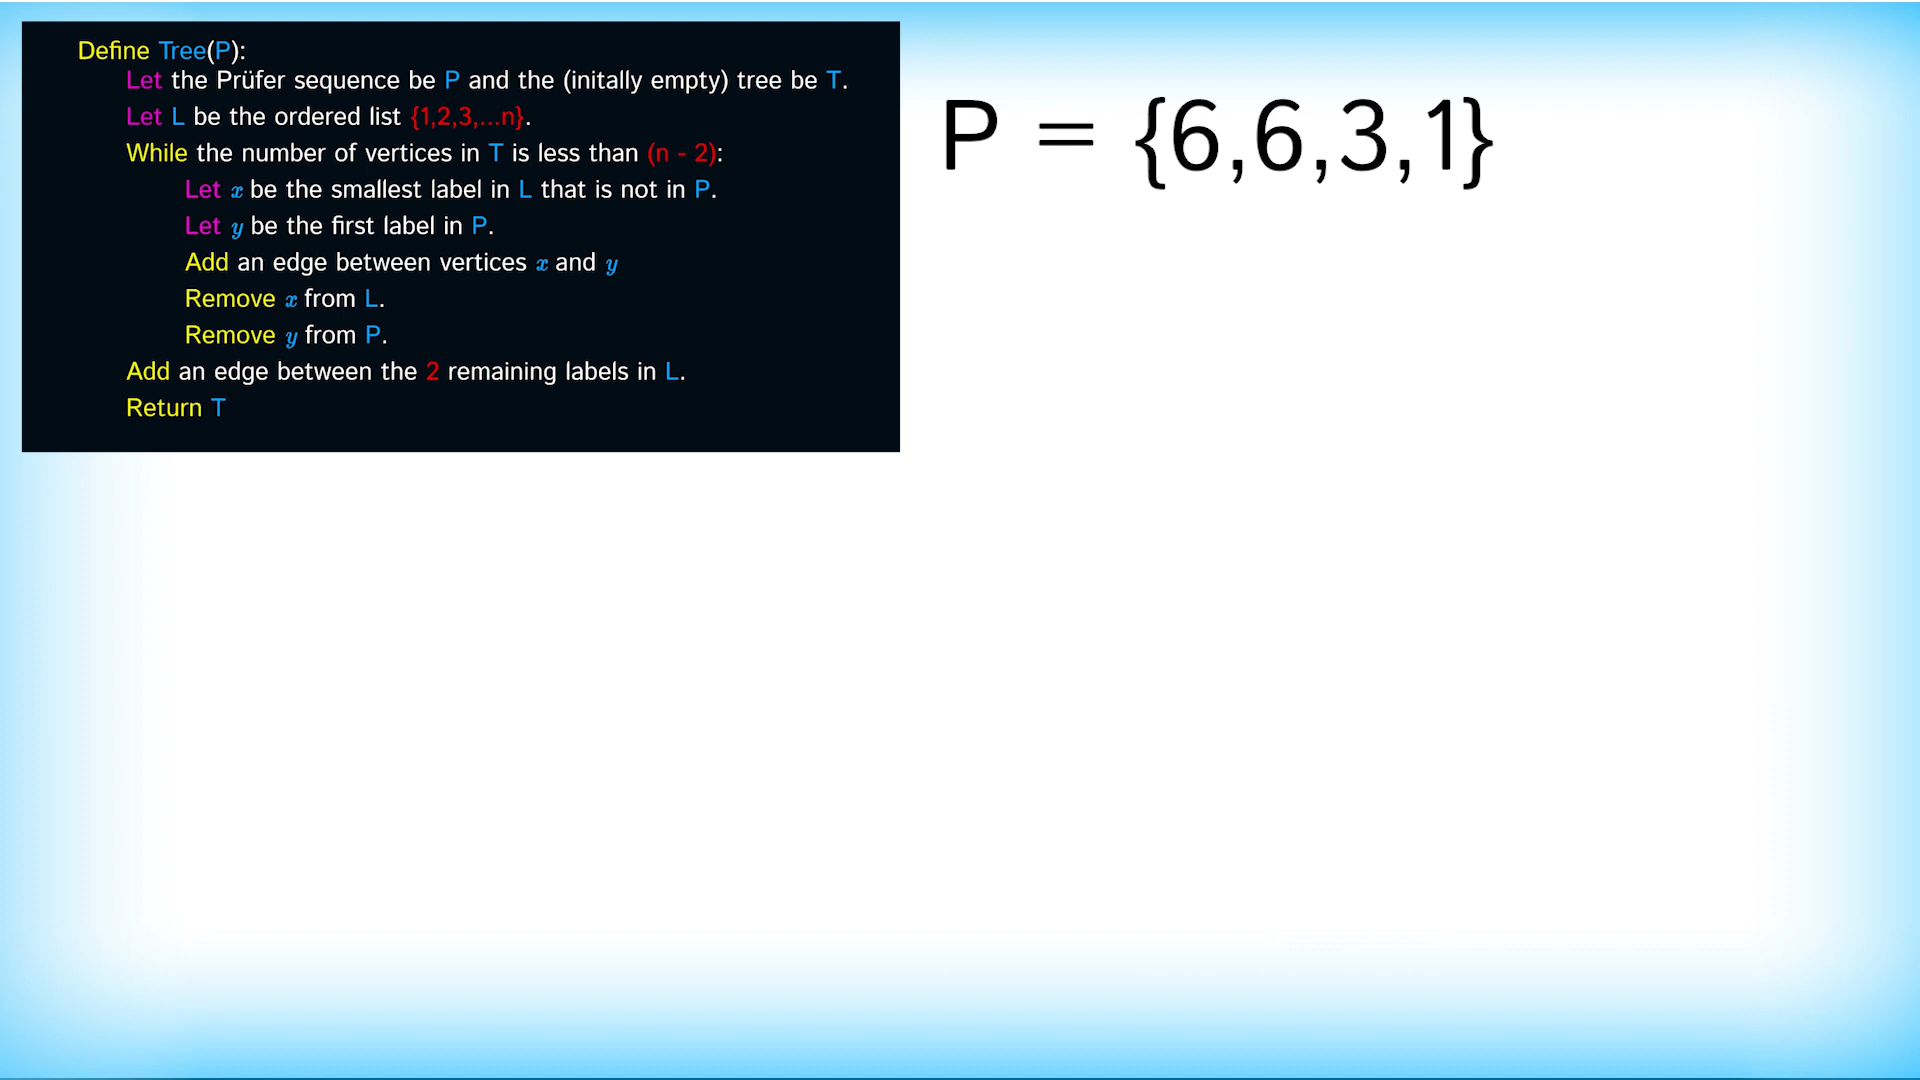 Define Tree(P):
Let the Prüfer sequence be P and the (initally empty) tree be T.
Let L be the ordered list {1,2,3,...n}.
While the number of vertices in T is less than (n - 2):
Let x be the smallest label in L that is not in P.
Let y be the first label in P.
Add an edge between vertices x and y
Remove x from L.
Remove y from P.
Add an edge between the 2 remaining labels in L.
Return T
P = {6,6,3,1}